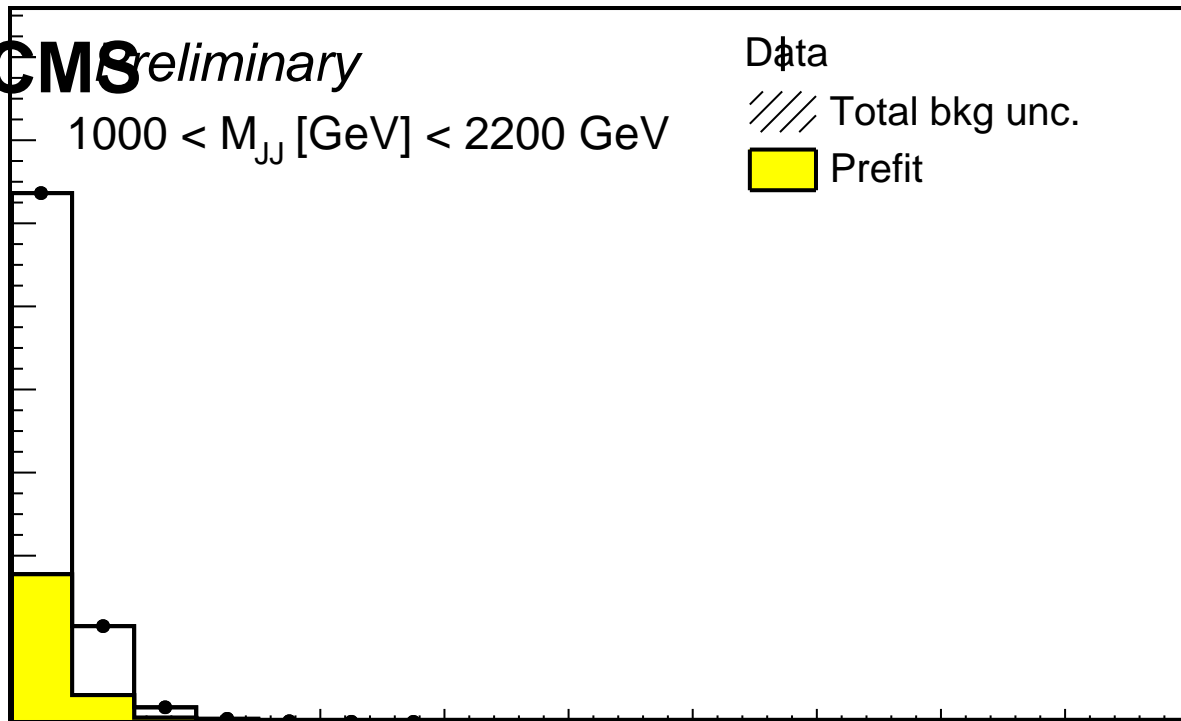 CMS Preliminary
1000 < M_JJ [GeV] < 2200 GeV
Data
Total bkg unc.
Prefit